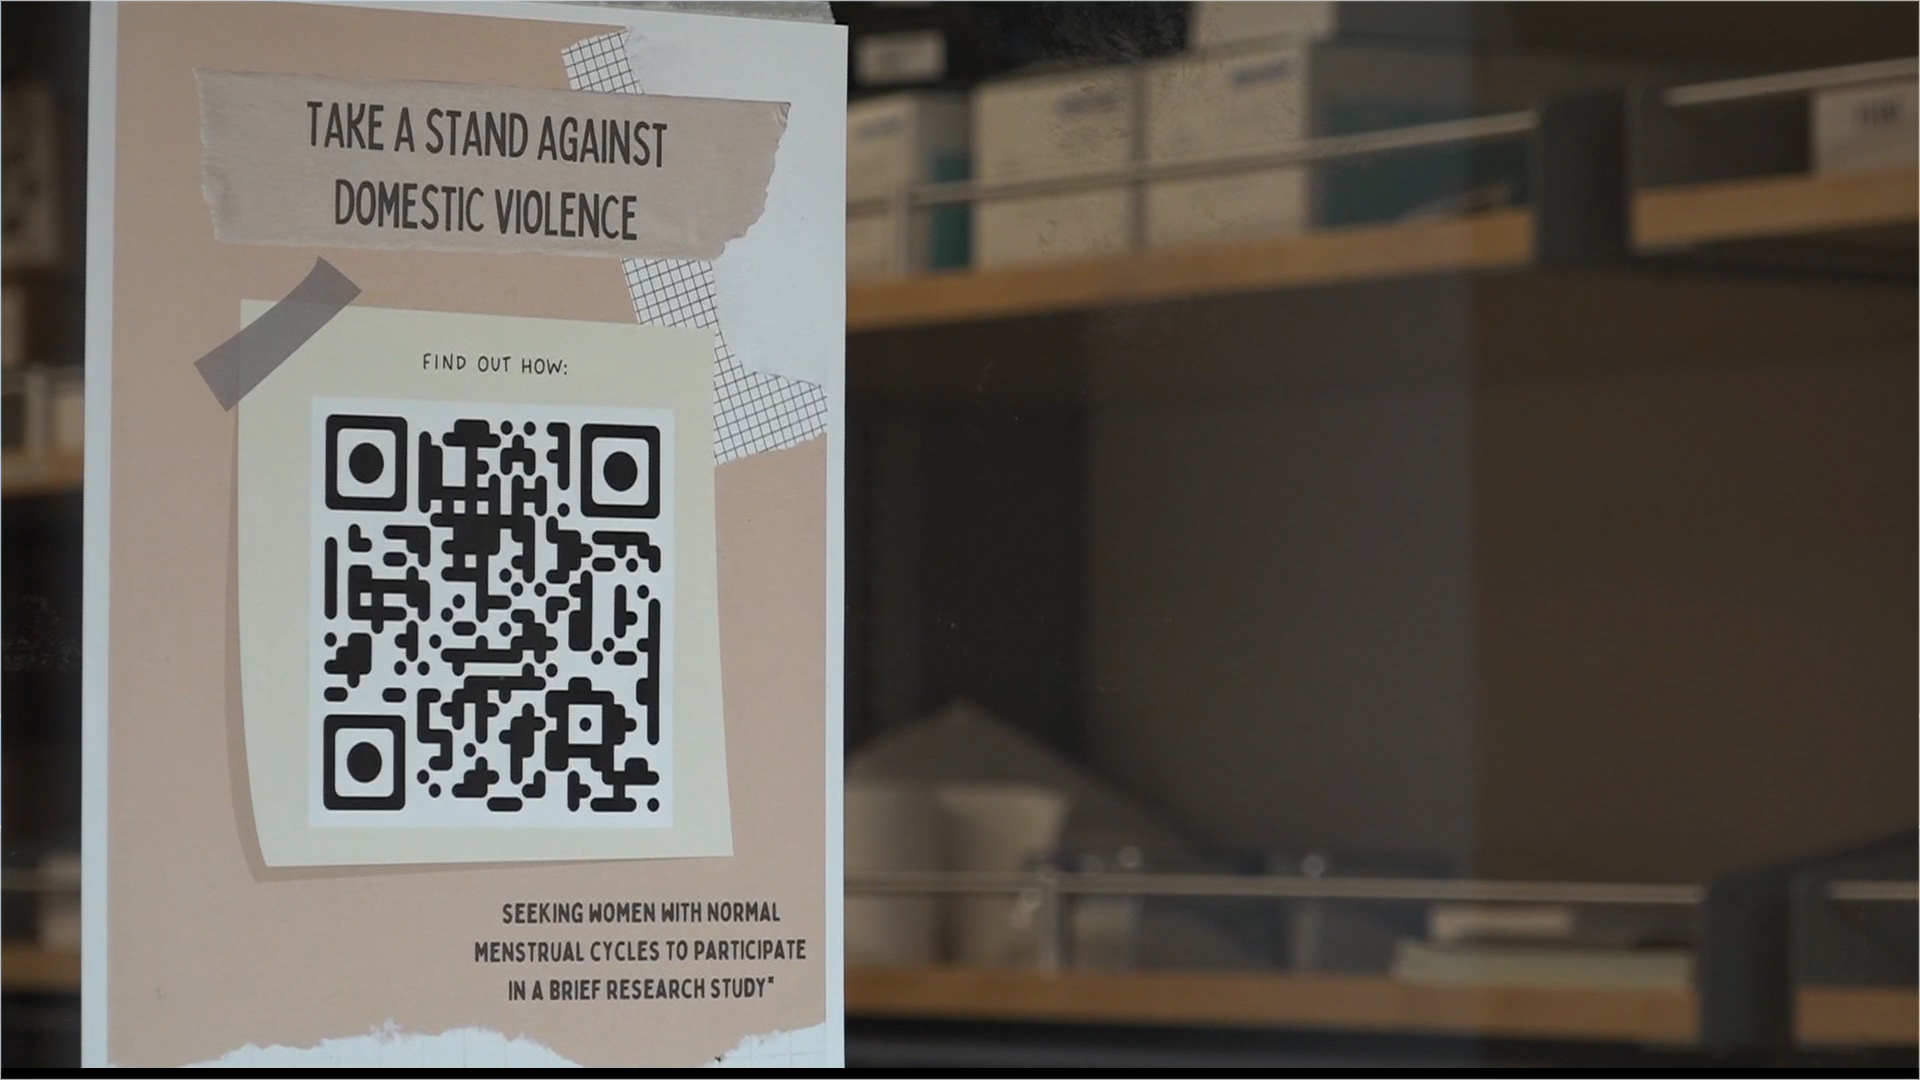 TAKE A STAND AGAINST
DOMESTIC VIOLENCE
FIND OUT HOW:
SEEKING WOMEN WITH NORMAL
MENSTRUAL CYCLES TO PARTICIPATE
IN A BRIEF RESEARCH STUDY*